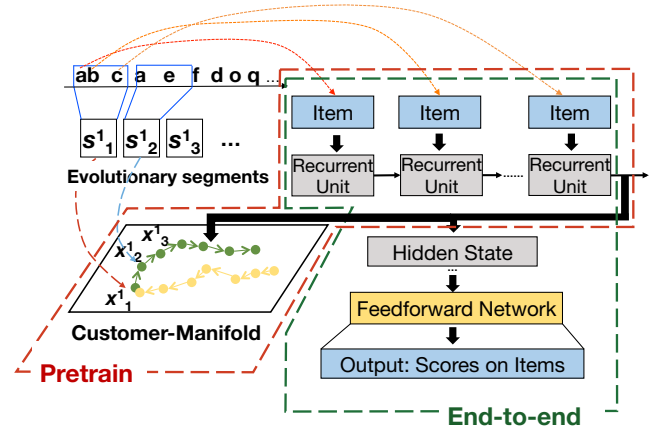 ab c a e f d o q ...
Item Item Item
s¹₁ s¹₂ s¹₃ ...
Recurrent Unit Recurrent Unit ...... Recurrent Unit
Evolutionary segments
x¹₃
x¹₂
x¹₁
Hidden State
...
Customer-Manifold
Feedforward Network
Output: Scores on Items
Pretrain
End-to-end